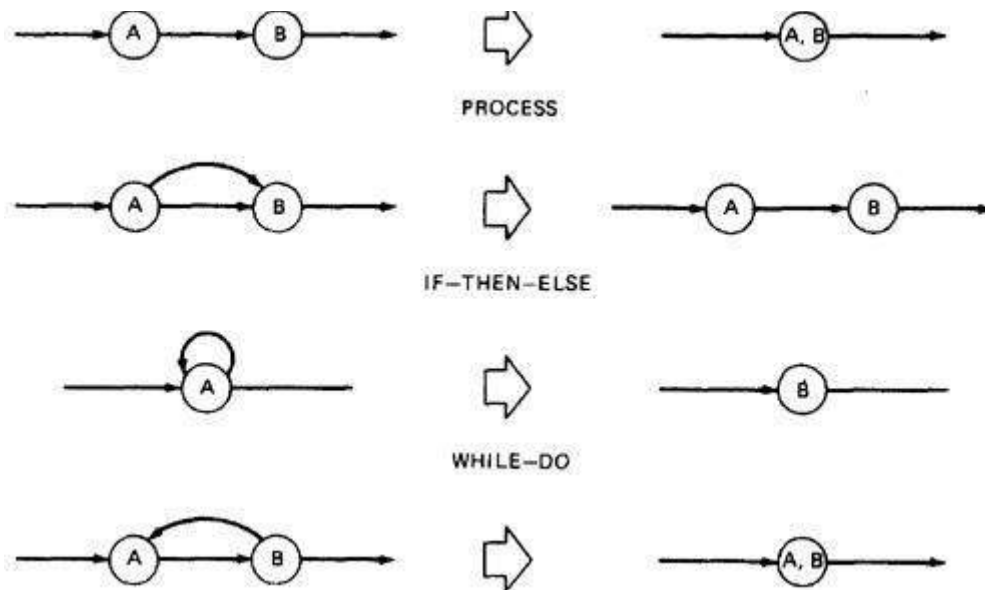 A B A, B
PROCESS
A B A B
IF-THEN-ELSE
A B
WHILE-DO
A B A, B